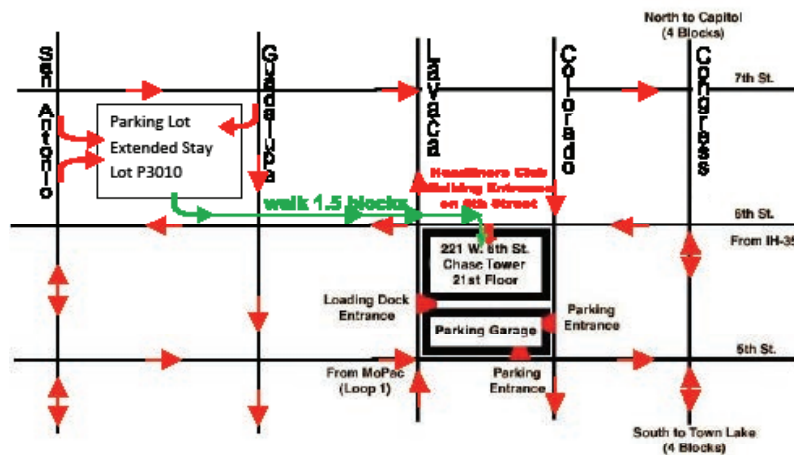 North to Capitol
(4 Blocks)
San Antonio
Guadalupe
Lavaca
Colorado
Congress
7th St.
Parking Lot
Extended Stay
Lot P3010
Headliners Club
Walking Entrance
on 6th Street
walk 1.5 blocks
6th St.
From IH-35
221 W. 6th St.
Chase Tower
21st Floor
Loading Dock
Entrance
Parking
Entrance
Parking Garage
5th St.
From MoPac
(Loop 1)
Parking
Entrance
South to Town Lake
(4 Blocks)